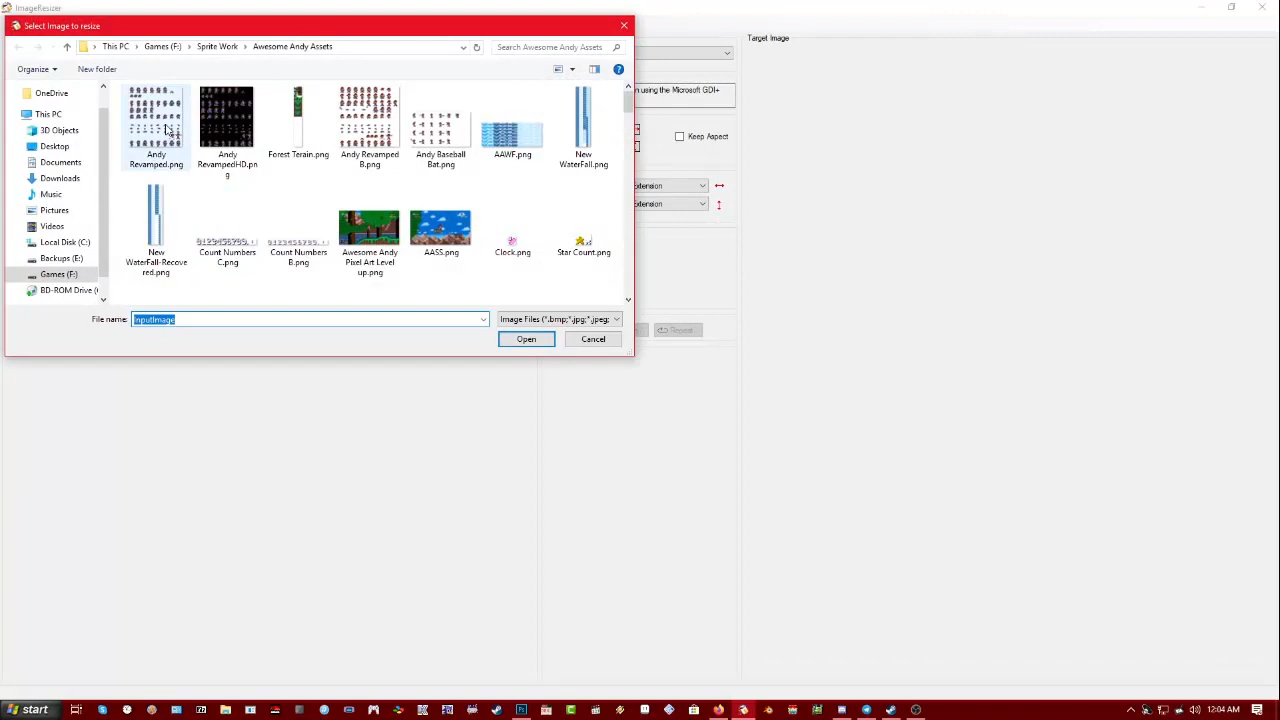 ImageResizer
Select Image to resize
This PC
Games (F:)
Sprite Work
Awesome Andy Assets
Search Awesome Andy Assets
Target Image
Organize
New folder
OneDrive
This PC
3D Objects
Desktop
Documents
Downloads
Music
Pictures
Videos
Local Disk (C:)
Backups (E:)
Games (F:)
BD-ROM Drive (
Andy
Revamped.png
Andy
RevampedHD.pn
g
Forest Terain.png
Andy Revamped
B.png
Andy Baseball
Bat.png
AAWF.png
New
WaterFall.png
New
WaterFall-Recove
red.png
Count Numbers
C.png
Count Numbers
B.png
Awesome Andy
Pixel Art Level
up.png
AASS.png
Clock.png
Star Count.png
n using the Microsoft GDI+
Keep Aspect
Extension
Extension
Repeat
File name:
InputImage
Image Files (*.bmp;*.jpg;*.jpeg;
Open
Cancel
start
12:04 AM